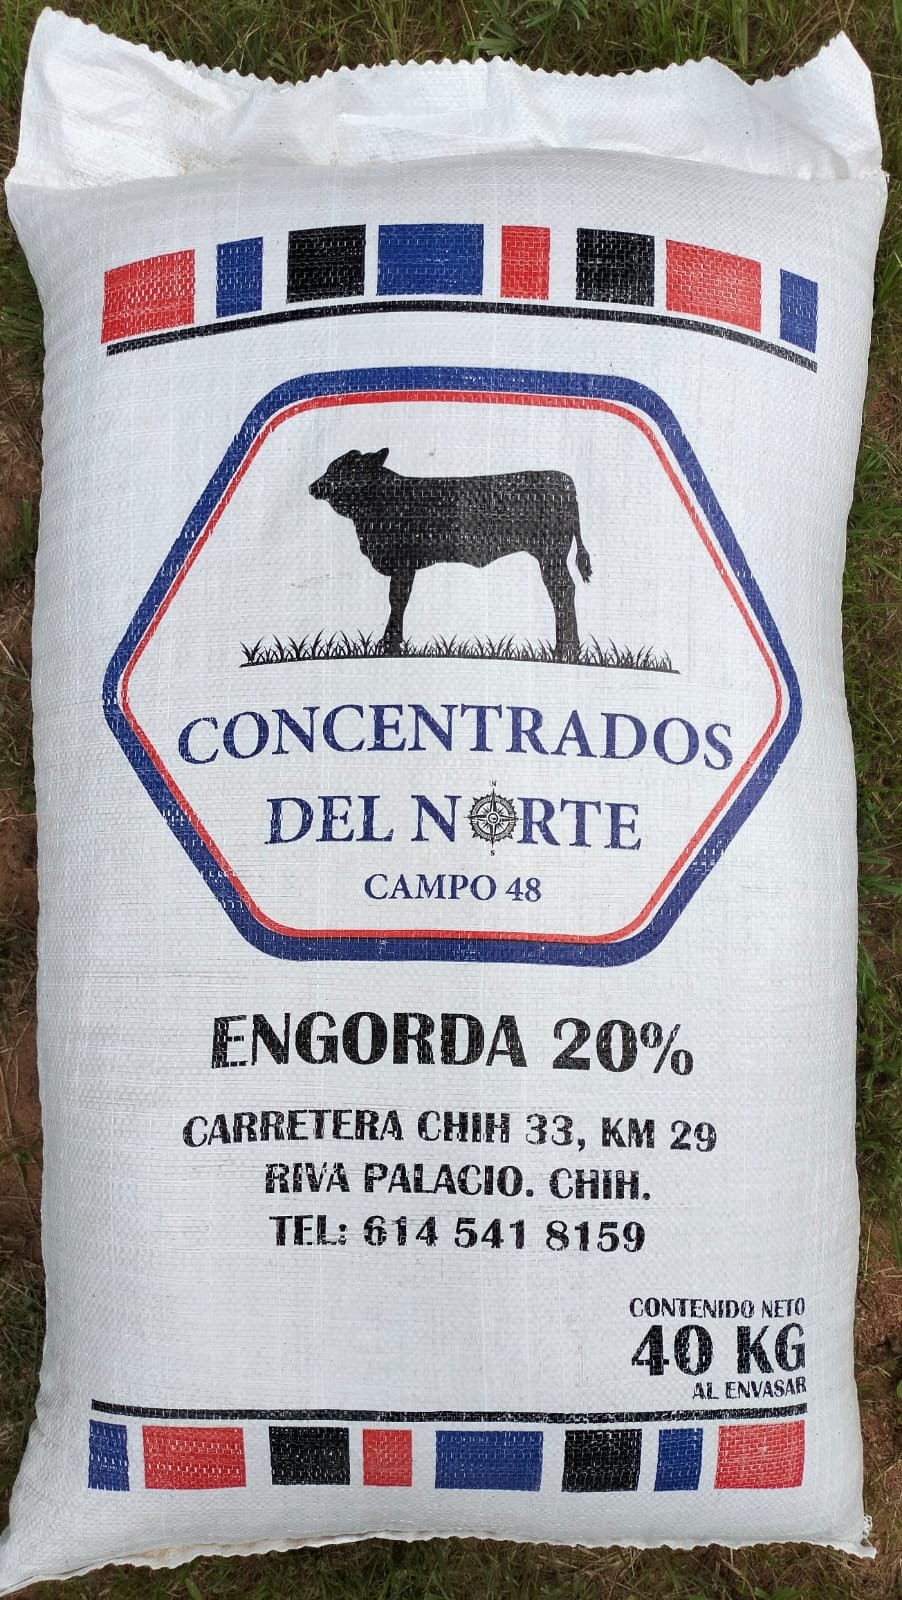 CONCENTRADOS
DEL NORTE
CAMPO 48
ENGORDA 20%
CARRETERA CHIH 33, KM 29
RIVA PALACIO. CHIH.
TEL: 614 541 8159
CONTENIDO NETO
40 KG
AL ENVASAR